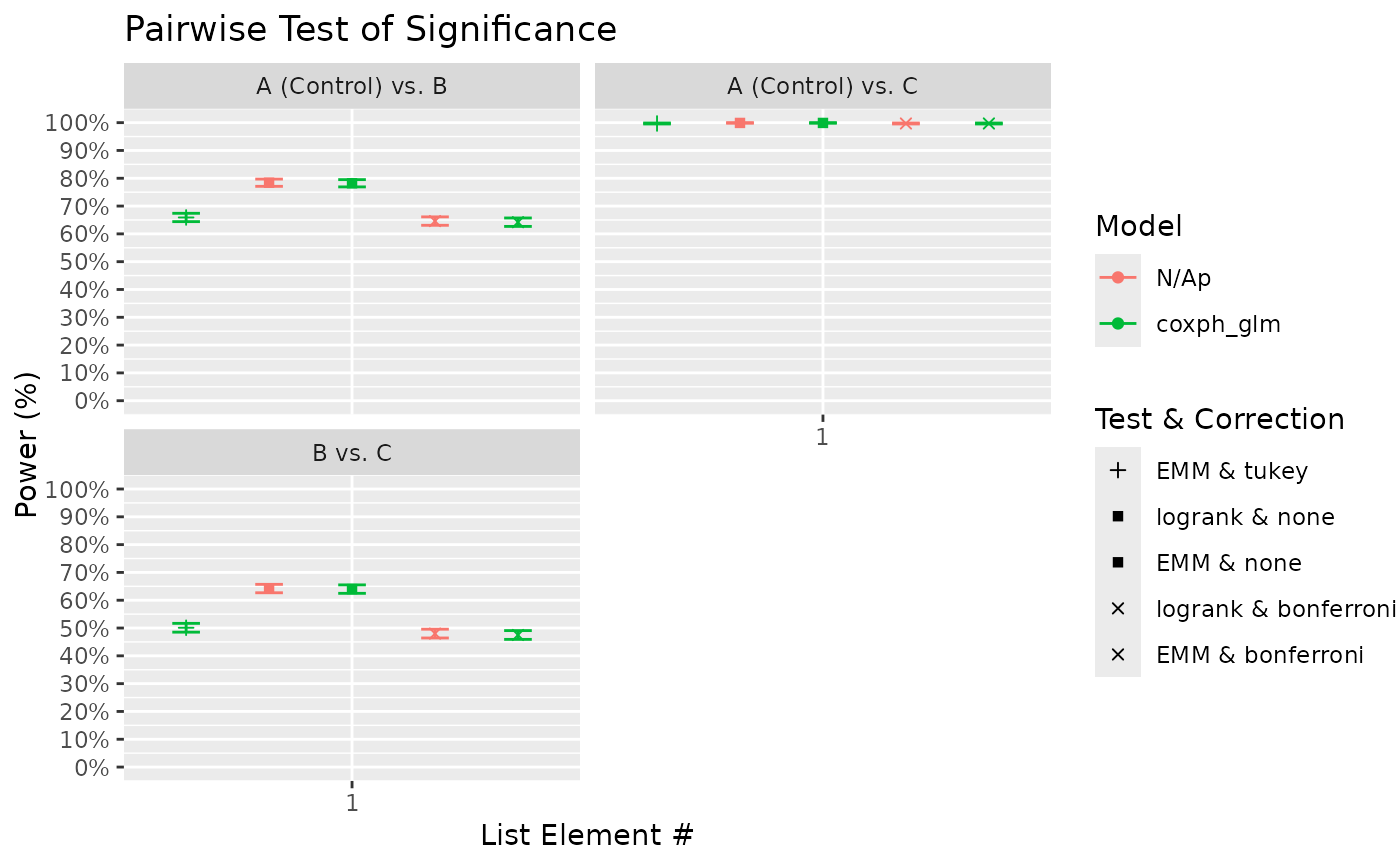 Pairwise Test of Significance
A (Control) vs. B
A (Control) vs. C
100%
90%
80%
70%
60%
50%
40%
30%
20%
10%
0%
1
B vs. C
100%
90%
80%
70%
60%
50%
40%
30%
20%
10%
0%
1
Power (%)
List Element #
Model
N/Ap
coxph_glm
Test & Correction
EMM & tukey
logrank & none
EMM & none
logrank & bonferroni
EMM & bonferroni